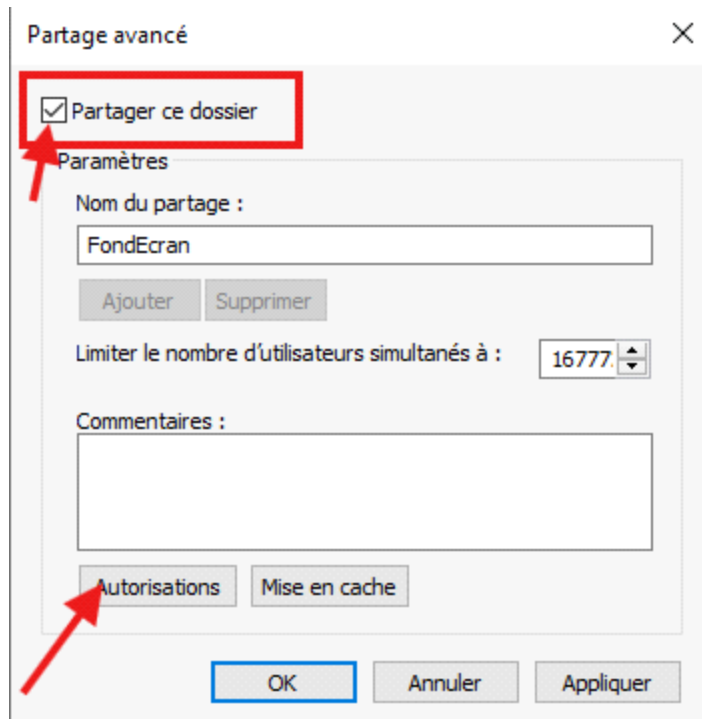 Partage avancé
Partager ce dossier
Paramètres
Nom du partage :
FondEcran
Ajouter Supprimer
Limiter le nombre d'utilisateurs simultanés à : 16777
Commentaires :
Autorisations Mise en cache
OK Annuler Appliquer